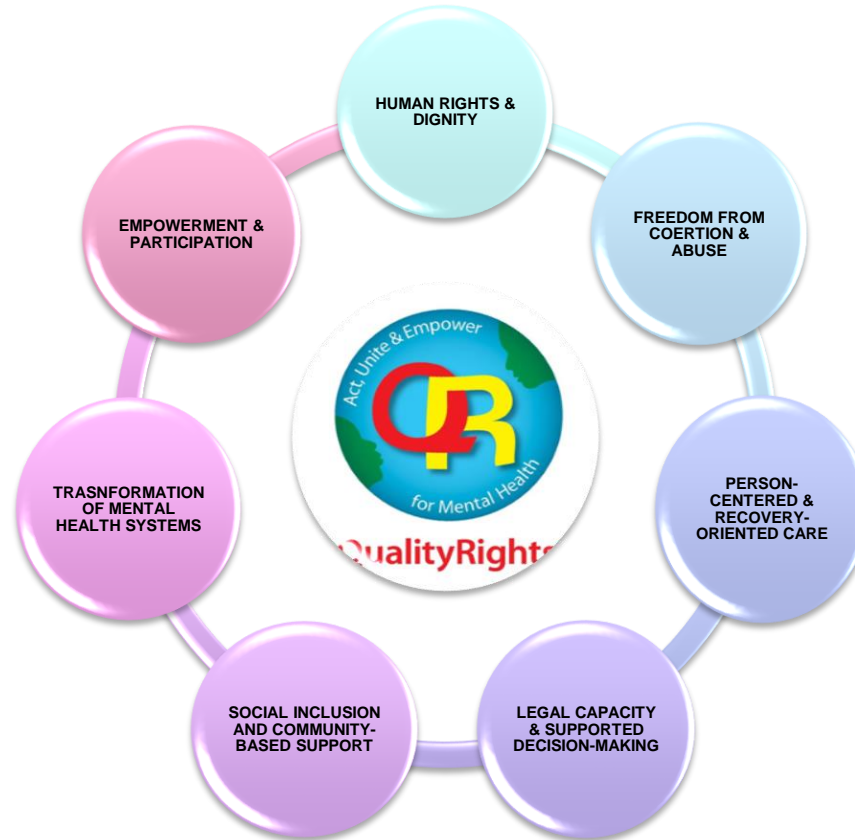 HUMAN RIGHTS &
DIGNITY
FREEDOM FROM
COERTION &
ABUSE
PERSON-
CENTERED &
RECOVERY-
ORIENTED CARE
LEGAL CAPACITY
& SUPPORTED
DECISION-MAKING
SOCIAL INCLUSION
AND COMMUNITY-
BASED SUPPORT
TRASNFORMATION
OF MENTAL
HEALTH SYSTEMS
EMPOWERMENT &
PARTICIPATION
Act, Unite & Empower
QR
for Mental Health
QualityRights